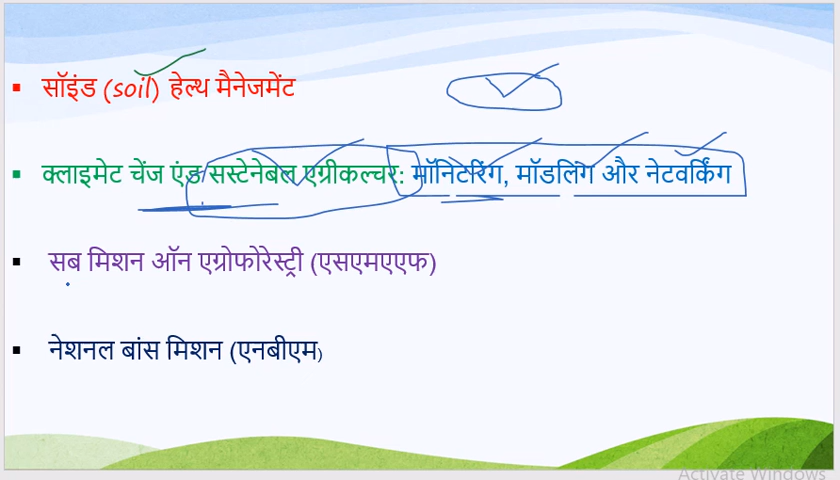 सॉइंड (soil) हेल्थ मैनेजमेंट
क्लाइमेट चेंज एंड सस्टेनेबल एग्रीकल्चर: मॉनिटेरिंग, मॉडलिंग और नेटवर्किंग
सब मिशन ऑन एग्रोफोरेस्ट्री (एसएमएएफ)
नेशनल बांस मिशन (एनबीएम)
Activate Windows